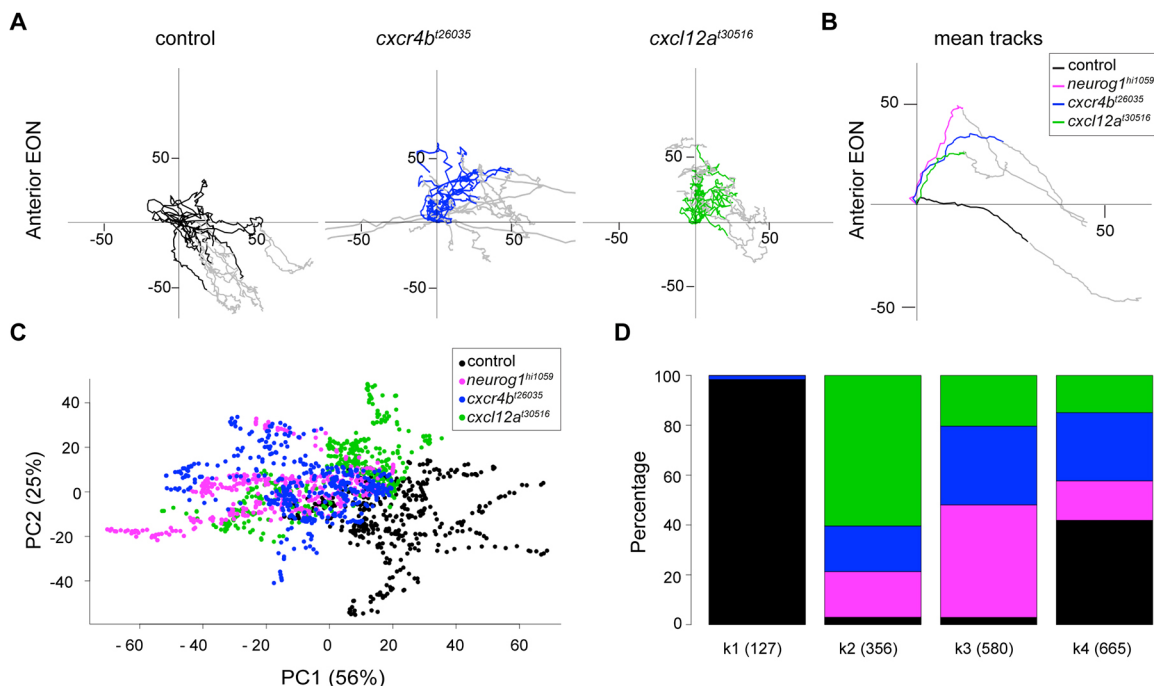 A
control
cxcr4b^t26035
cxcl12a^t30516
Anterior EON
50
-50
50
-50
50
-50
50
-50
50
-50
50
-50
B
mean tracks
control
neurog1^hi1059
cxcr4b^t26035
cxcl12a^t30516
Anterior EON
50
50
-50
C
control
neurog1^hi1059
cxcr4b^t26035
cxcl12a^t30516
PC2 (25%)
40
20
0
-20
-40
- 60 - 40 - 20 0 20 40 60
PC1 (56%)
D
Percentage
100
80
60
40
20
0
k1 (127) k2 (356) k3 (580) k4 (665)